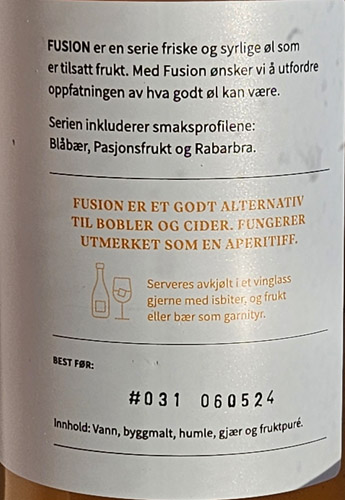 FUSION er en serie friske og syrlige øl som
er tilsatt frukt. Med Fusion ønsker vi å utfordre
oppfatningen av hva godt øl kan være.
Serien inkluderer smaksprofilene:
Blåbær, Pasjonsfrukt og Rabarbra.
FUSION ER ET GODT ALTERNATIV
TIL BOBLER OG CIDER. FUNGERER
UTMERKET SOM EN APERITIFF.
Serveres avkjølt i et vinglass
gjerne med isbiter, og frukt
eller bær som garnityr.
BEST FØR:
#031 060524
Innhold: Vann, byggmalt, humle, gjær og fruktpuré.